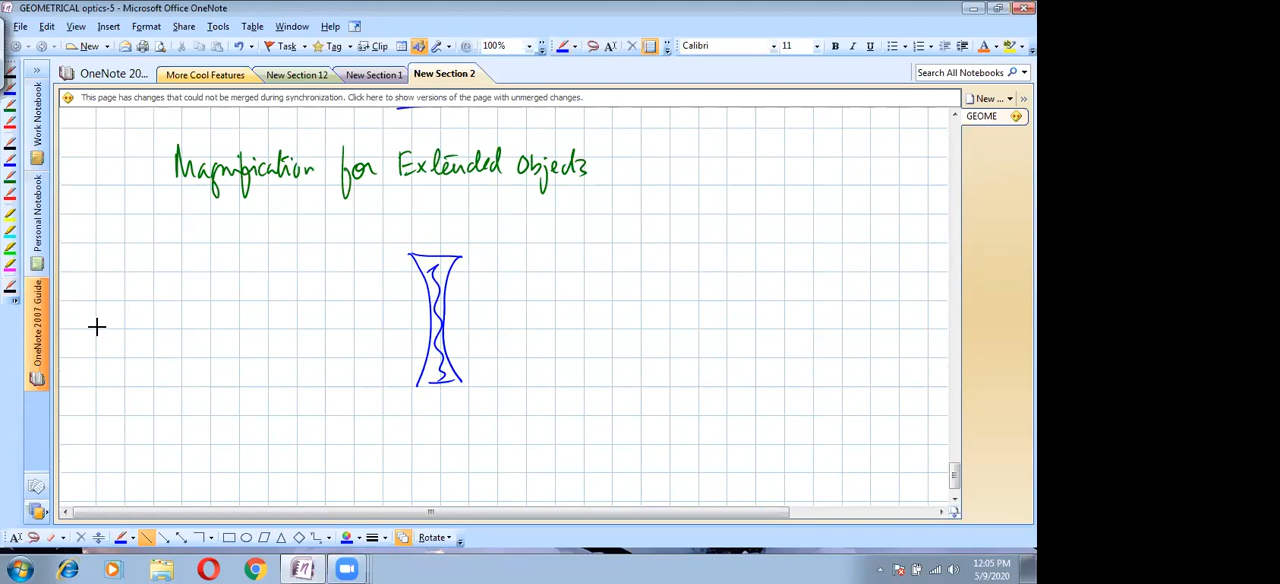 GEOMETRICAL optics-5 - Microsoft Office OneNote
File Edit View Insert Format Share Tools Table Window Help
New Task Tag Clip 100% Calibri 11 B I U A
OneNote 20... More Cool Features New Section 12 New Section 1 New Section 2 Search All Notebooks
This page has changes that could not be merged during synchronization. Click here to show versions of the page with unmerged changes.
New ...
GEOME
Work Notebook
Personal Notebook
OneNote 2007 Guide
Magnification for Extended Objects
Rotate
12:05 PM
5/9/2020